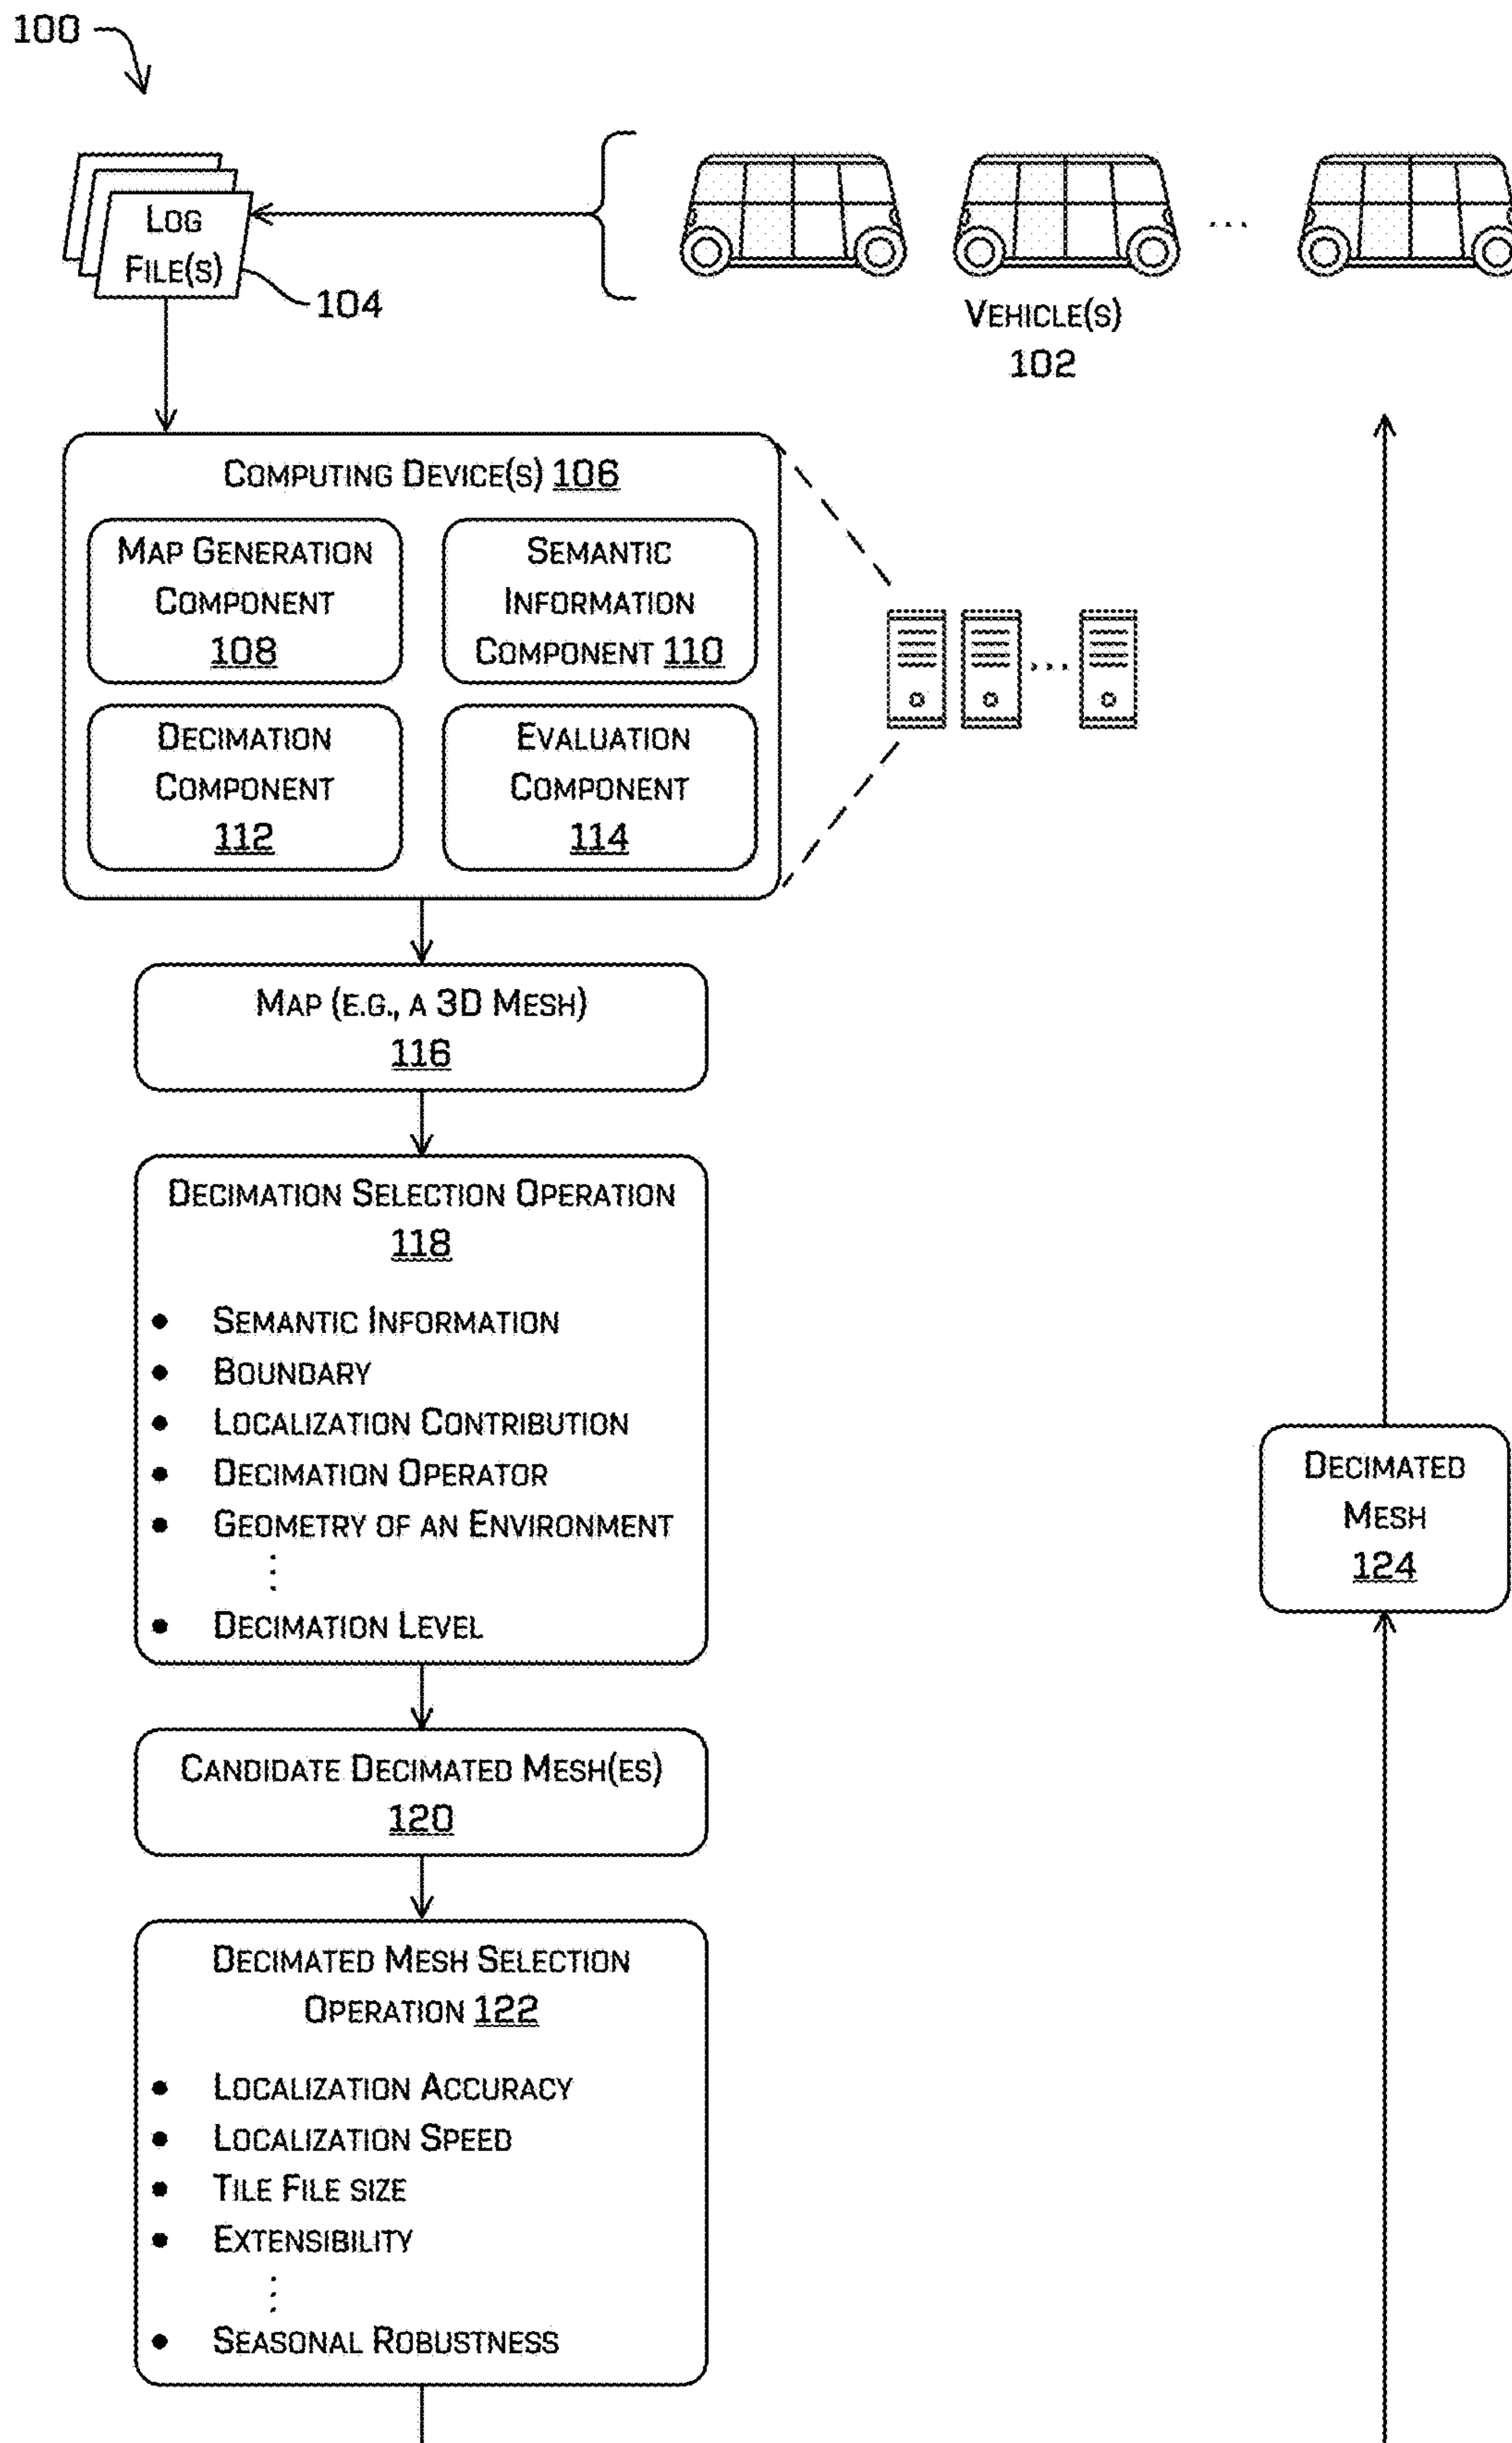 100
LOG
FILE(S)
104
VEHICLE(S)
102
COMPUTING DEVICE(S) 106
MAP GENERATION
COMPONENT
108
SEMANTIC
INFORMATION
COMPONENT 110
DECIMATION
COMPONENT
112
EVALUATION
COMPONENT
114
...
...
MAP (E.G., A 3D MESH)
116
DECIMATION SELECTION OPERATION
118
• SEMANTIC INFORMATION
• BOUNDARY
• LOCALIZATION CONTRIBUTION
• DECIMATION OPERATOR
• GEOMETRY OF AN ENVIRONMENT
⋮
• DECIMATION LEVEL
CANDIDATE DECIMATED MESH(ES)
120
DECIMATED MESH SELECTION
OPERATION 122
• LOCALIZATION ACCURACY
• LOCALIZATION SPEED
• TILE FILE SIZE
• EXTENSIBILITY
⋮
• SEASONAL ROBUSTNESS
DECIMATED
MESH
124